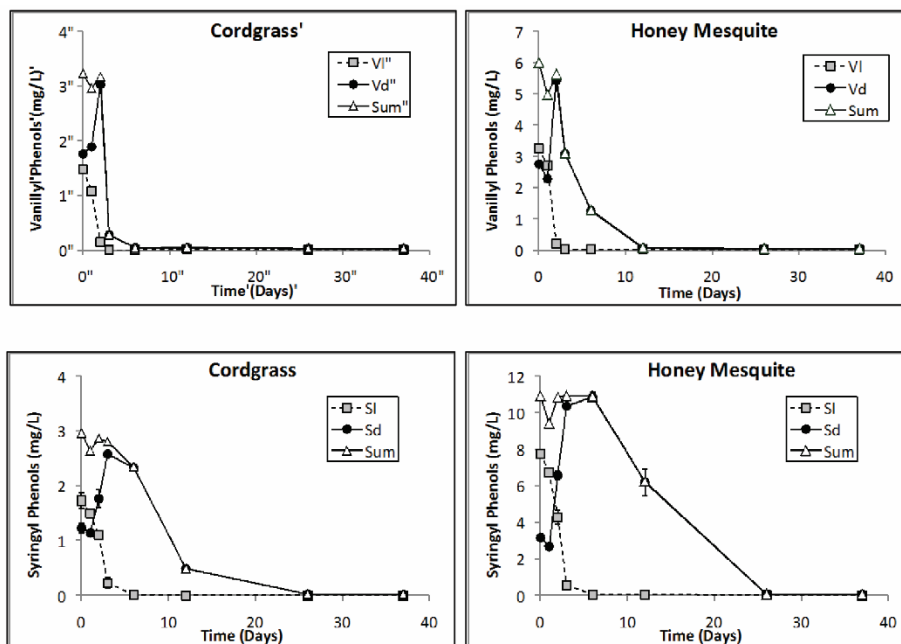 Cordgrass'
4"
3"
2"
1"
0"
Vanillyl'Phenols'(mg/L)'
Vl"
Vd"
Sum"
0" 10" 20" 30" 40"
Time'(Days)'
Honey Mesquite
7
6
5
4
3
2
1
0
Vanillyl Phenols (mg/L)
Vl
Vd
Sum
0 10 20 30 40
Time (Days)
Cordgrass
4
3
2
1
0
Syringyl Phenols (mg/L)
Sl
Sd
Sum
0 10 20 30 40
Time (Days)
Honey Mesquite
12
10
8
6
4
2
0
Syringyl Phenols (mg/L)
Sl
Sd
Sum
0 10 20 30 40
Time (Days)